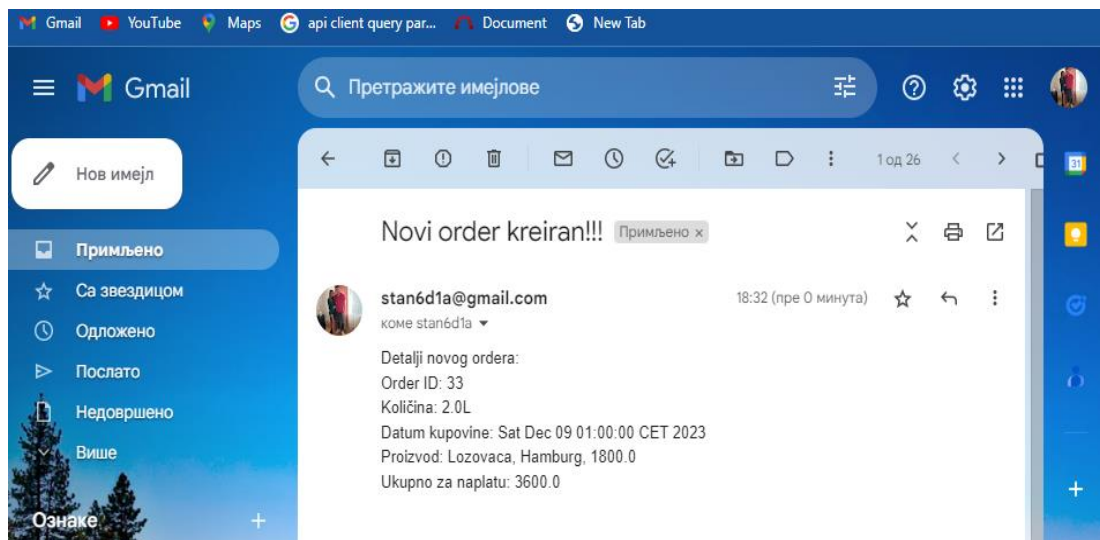 Gmail YouTube Maps api client query par... Document New Tab
Gmail
Претражите имејлове
Нов имејл
1 од 26
31
Примљено
Са звездицом
Одложено
Послато
Недовршено
Више
Ознаке
Novi order kreiran!!! Примљено x
stan6d1a@gmail.com 18:32 (пре 0 минута)
коме stan6d1a
Detalji novog ordera:
Order ID: 33
Količina: 2.0L
Datum kupovine: Sat Dec 09 01:00:00 CET 2023
Proizvod: Lozovaca, Hamburg, 1800.0
Ukupno za naplatu: 3600.0